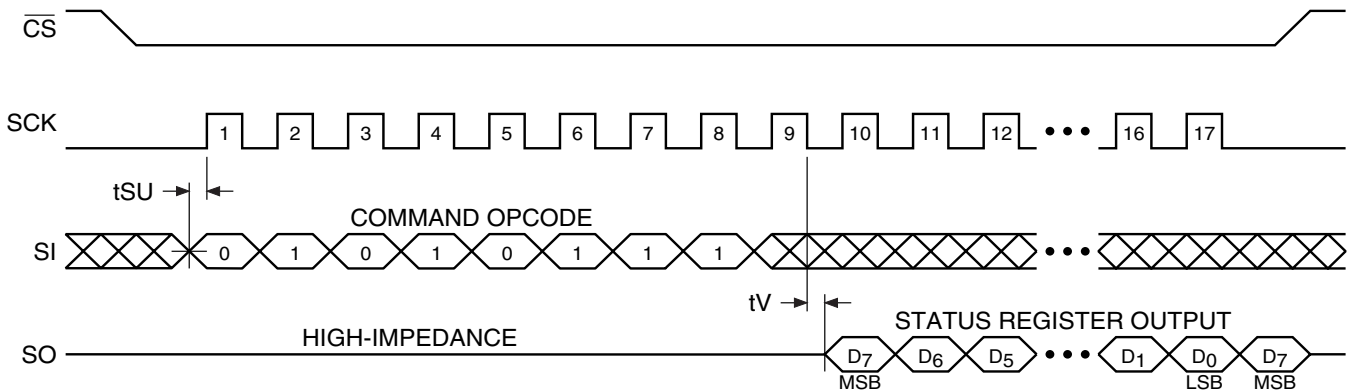 CS
SCK 1 2 3 4 5 6 7 8 9 10 11 12 ••• 16 17
tSU
COMMAND OPCODE
SI 0 1 0 1 0 1 1 1 •••
tV
HIGH-IMPEDANCE STATUS REGISTER OUTPUT
SO D7 D6 D5 ••• D1 D0 D7
MSB LSB MSB